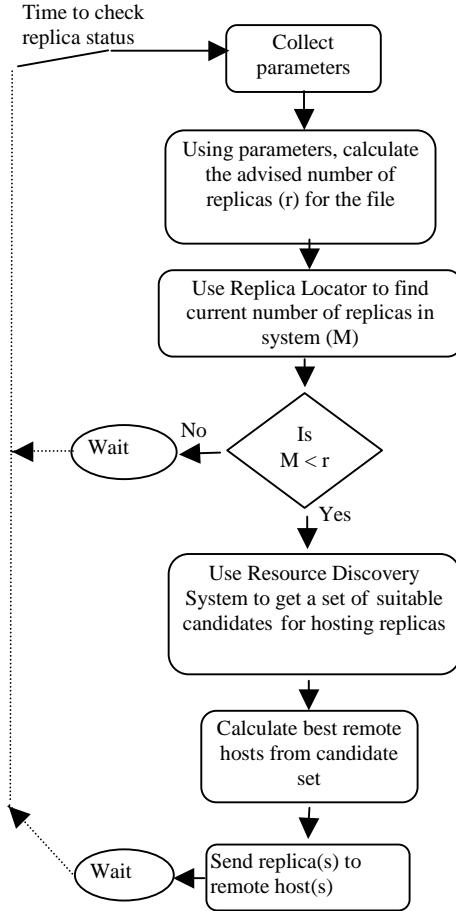 Time to check
replica status
Collect
parameters
Using parameters, calculate
the advised number of
replicas (r) for the file
Use Replica Locator to find
current number of replicas in
system (M)
Is
M < r
No
Wait
Yes
Use Resource Discovery
System to get a set of suitable
candidates for hosting replicas
Calculate best remote
hosts from candidate
set
Send replica(s) to
remote host(s)
Wait